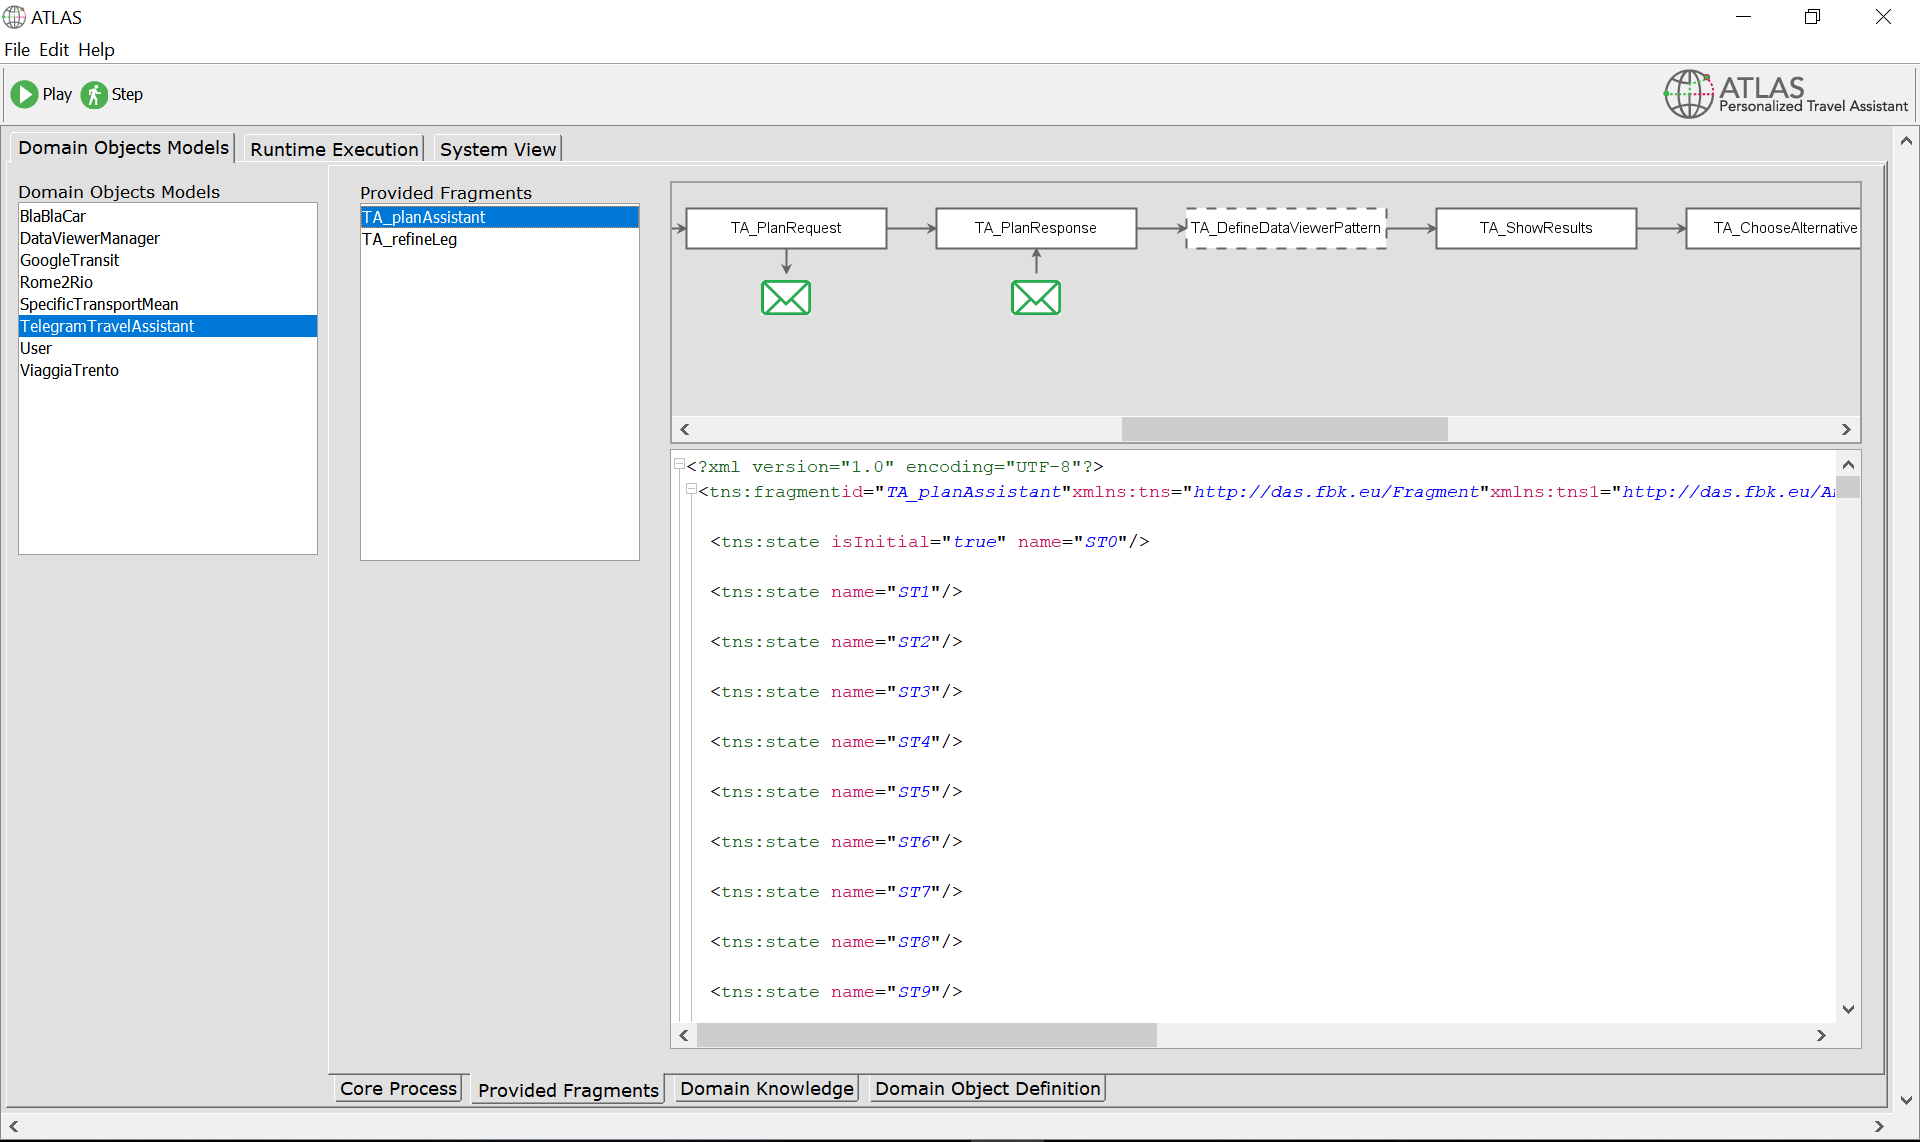 ATLAS
File Edit Help
Play Step
ATLAS
Personalized Travel Assistant
Domain Objects Models Runtime Execution System View
Domain Objects Models
BlaBlaCar
DataViewerManager
GoogleTransit
Rome2Rio
SpecificTransportMean
TelegramTravelAssistant
User
ViaggiaTrento
Provided Fragments
TA_planAssistant
TA_refineLeg
TA_PlanRequest TA_PlanResponse TA_DefineDataViewerPattern TA_ShowResults TA_ChooseAlternative
<?xml version="1.0" encoding="UTF-8"?>
<tns:fragmentid="TA_planAssistant"xmlns:tns="http://das.fbk.eu/Fragment"xmlns:tns1="http://das.fbk.eu/A
<tns:state isInitial="true" name="ST0"/>
<tns:state name="ST1"/>
<tns:state name="ST2"/>
<tns:state name="ST3"/>
<tns:state name="ST4"/>
<tns:state name="ST5"/>
<tns:state name="ST6"/>
<tns:state name="ST7"/>
<tns:state name="ST8"/>
<tns:state name="ST9"/>
Core Process Provided Fragments Domain Knowledge Domain Object Definition